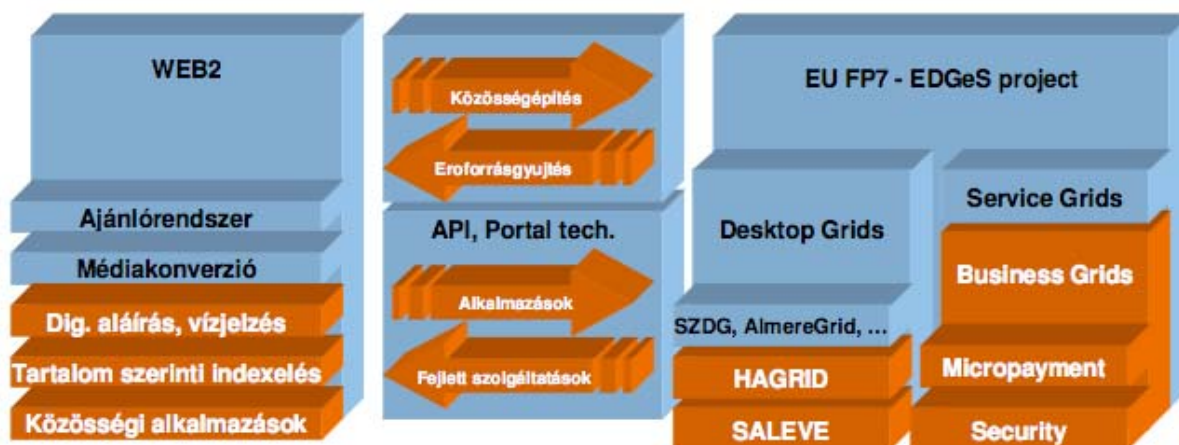 WEB2
Ajánlórendszer
Médiakonverzió
Dig. aláírás, vízjelzés
Tartalom szerinti indexelés
Közösségi alkalmazások
Közösségépítés
Eroforrásgyujtés
API, Portal tech.
Alkalmazások
Fejlett szolgáltatások
EU FP7 - EDGeS project
Desktop Grids
SZDG, AlmereGrid, ...
HAGRID
SALEVE
Service Grids
Business Grids
Micropayment
Security